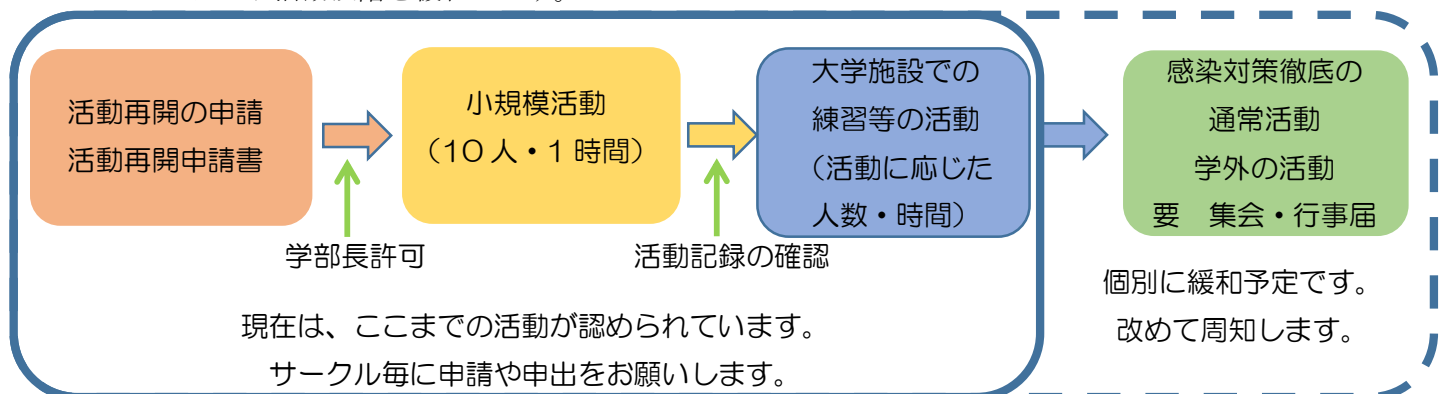 活動再開の申請
活動再開申請書
小規模活動
（10人・1時間）
大学施設での
練習等の活動
（活動に応じた
人数・時間）
感染対策徹底の
通常活動
学外の活動
要　集会・行事届
学部長許可
活動記録の確認
個別に緩和予定です。
改めて周知します。
現在は、ここまでの活動が認められています。
サークル毎に申請や申出をお願いします。